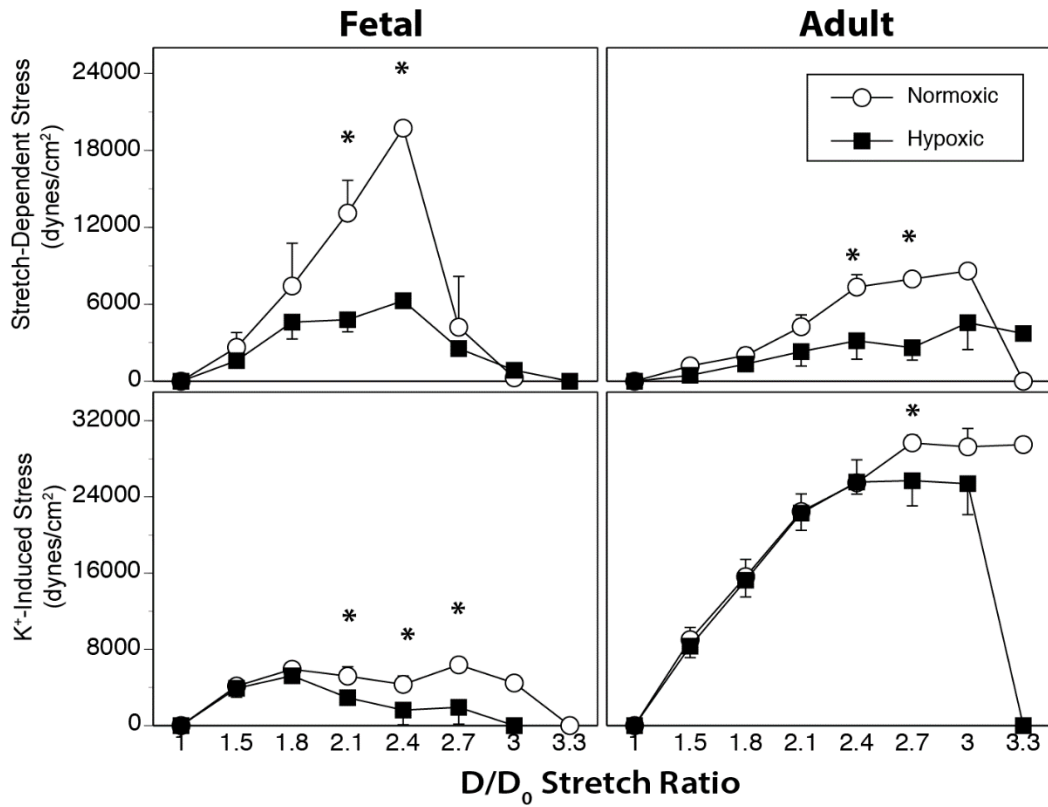 Fetal
Adult
Stretch-Dependent Stress
(dynes/cm²)
24000
18000
12000
6000
0
*
*
*
*
Normoxic
Hypoxic
K⁺-Induced Stress
(dynes/cm²)
32000
24000
16000
8000
0
*
*
*
*
1 1.5 1.8 2.1 2.4 2.7 3 3.3
1 1.5 1.8 2.1 2.4 2.7 3 3.3
D/D₀ Stretch Ratio